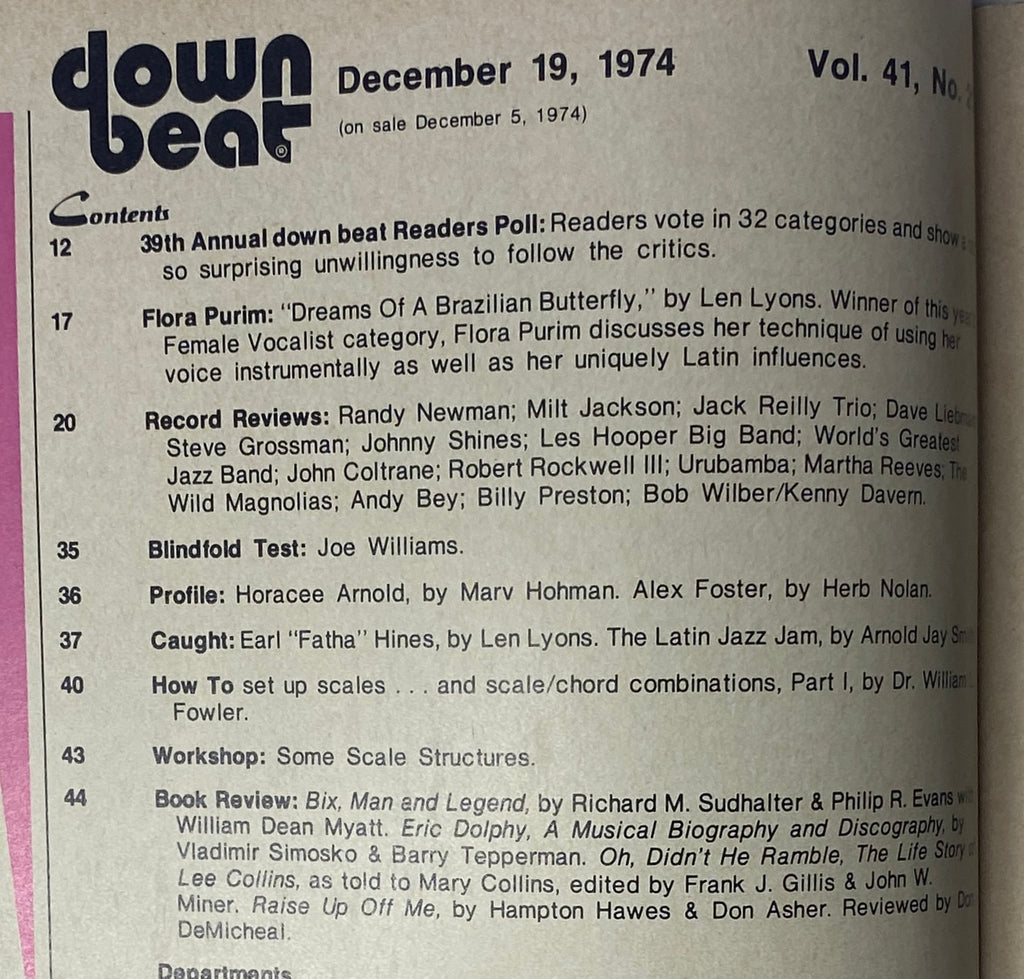 down
beat
December 19, 1974
(on sale December 5, 1974)
Vol. 41, No.
Contents
12 39th Annual down beat Readers Poll: Readers vote in 32 categories and show
so surprising unwillingness to follow the critics.
17 Flora Purim: "Dreams Of A Brazilian Butterfly," by Len Lyons. Winner of this
Female Vocalist category, Flora Purim discusses her technique of using her
voice instrumentally as well as her uniquely Latin influences.
20 Record Reviews: Randy Newman; Milt Jackson; Jack Reilly Trio; Dave
Steve Grossman; Johnny Shines; Les Hooper Big Band; World's Greatest
Jazz Band; John Coltrane; Robert Rockwell III; Urubamba; Martha Reeves; The
Wild Magnolias; Andy Bey; Billy Preston; Bob Wilber/Kenny Davern.
35 Blindfold Test: Joe Williams.
36 Profile: Horacee Arnold, by Marv Hohman. Alex Foster, by Herb Nolan.
37 Caught: Earl "Fatha" Hines, by Len Lyons. The Latin Jazz Jam, by Arnold Jay
40 How To set up scales . . . and scale/chord combinations, Part I, by Dr. William
Fowler.
43 Workshop: Some Scale Structures.
44 Book Review: Bix, Man and Legend, by Richard M. Sudhalter & Philip R. Evans
William Dean Myatt. Eric Dolphy, A Musical Biography and Discography, by
Vladimir Simosko & Barry Tepperman. Oh, Didn't He Ramble, The Life Story
Lee Collins, as told to Mary Collins, edited by Frank J. Gillis & John W.
Miner. Raise Up Off Me, by Hampton Hawes & Don Asher. Reviewed by Don
DeMicheal.
Departments